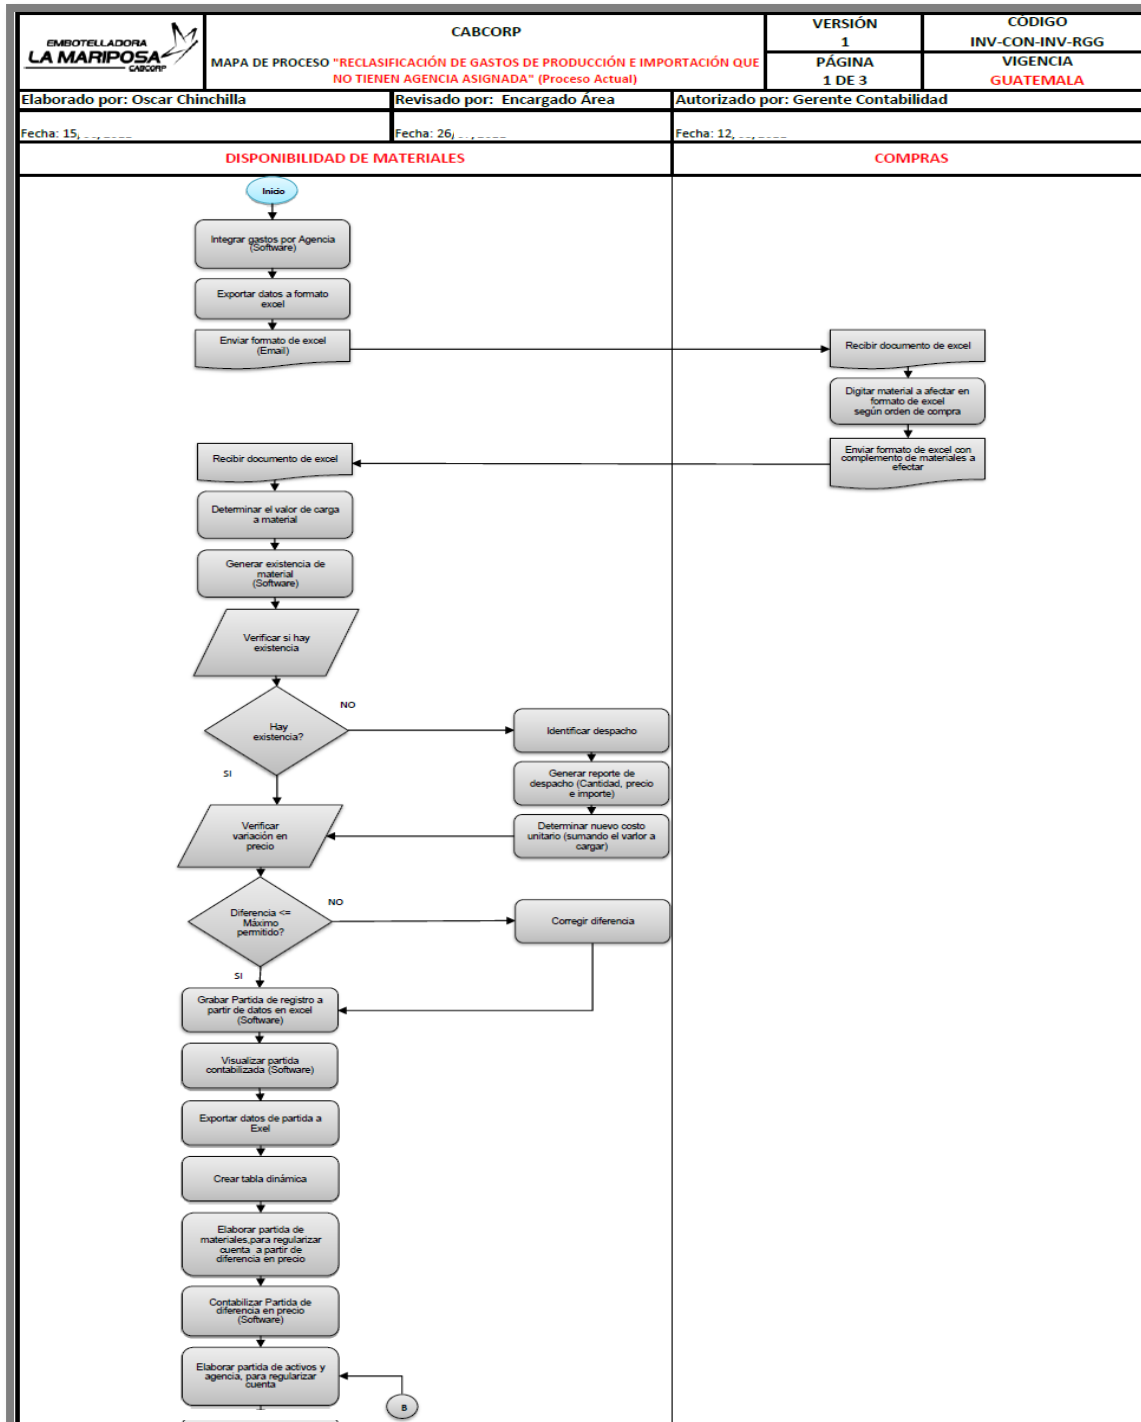 EMBOTELLADORA
LA MARIPOSA
CABCORP
CABCORP
MAPA DE PROCESO "RECLASIFICACIÓN DE GASTOS DE PRODUCCIÓN E IMPORTACIÓN QUE
NO TIENEN AGENCIA ASIGNADA" (Proceso Actual)
VERSIÓN
1
CÓDIGO
INV-CON-INV-RGG
PÁGINA
1 DE 3
VIGENCIA
GUATEMALA
Elaborado por: Oscar Chinchilla
Revisado por: Encargado Área
Autorizado por: Gerente Contabilidad
Fecha: 15,
Fecha: 26,
Fecha: 12,
DISPONIBILIDAD DE MATERIALES
COMPRAS
Inicio
Integrar gastos por Agencia
(Software)
Exportar datos a formato
excel
Enviar formato de excel
(Email)
Recibir documento de excel
Digitar material a afectar en
formato de excel
según orden de compra
Enviar formato de excel con
complemento de materiales a
efectar
Recibir documento de excel
Determinar el valor de carga
a material
Generar existencia de
material
(Software)
Verificar si hay
existencia
Hay
existencia?
NO
SI
Identificar despacho
Generar reporte de
despacho (Cantidad, precio
e importe)
Determinar nuevo costo
unitario (sumando el varlor a
cargar)
Verificar
variación en
precio
Diferencia <=
Máximo
permitido?
NO
SI
Corregir diferencia
Grabar Partida de registro a
partir de datos en excel
(Software)
Visualizar partida
contabilizada (Software)
Exportar datos de partida a
Exel
Crear tabla dinámica
Elaborar partida de
materiales,para regularizar
cuenta a partir de
diferencia en precio
Contabilizar Partida de
diferencia en precio
(Software)
Elaborar partida de activos y
agencia, para regularizar
cuenta
B